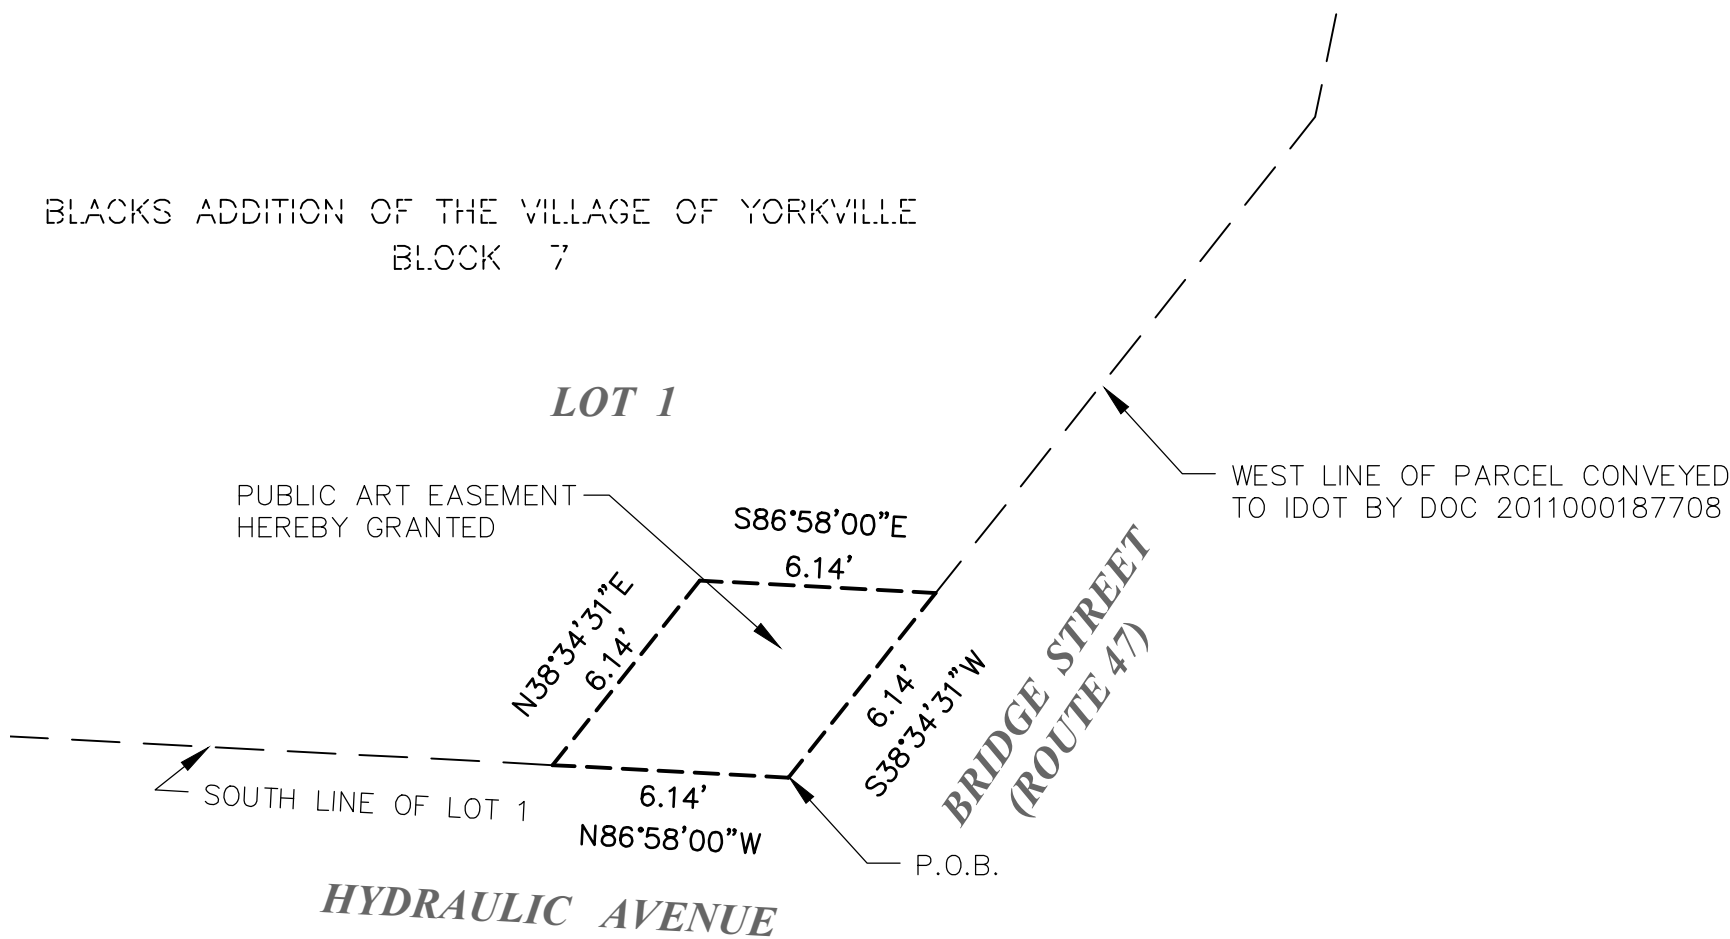 BLACKS ADDITION OF THE VILLAGE OF YORKVILLE
BLOCK 7
LOT 1
PUBLIC ART EASEMENT
HEREBY GRANTED
S86°58'00"E
6.14'
WEST LINE OF PARCEL CONVEYED
TO IDOT BY DOC 2011000187708
N38°34'31"E
6.14'
6.14'
S38°34'31"W
BRIDGE STREET
(ROUTE 47)
SOUTH LINE OF LOT 1
6.14'
N86°58'00"W
P.O.B.
HYDRAULIC AVENUE